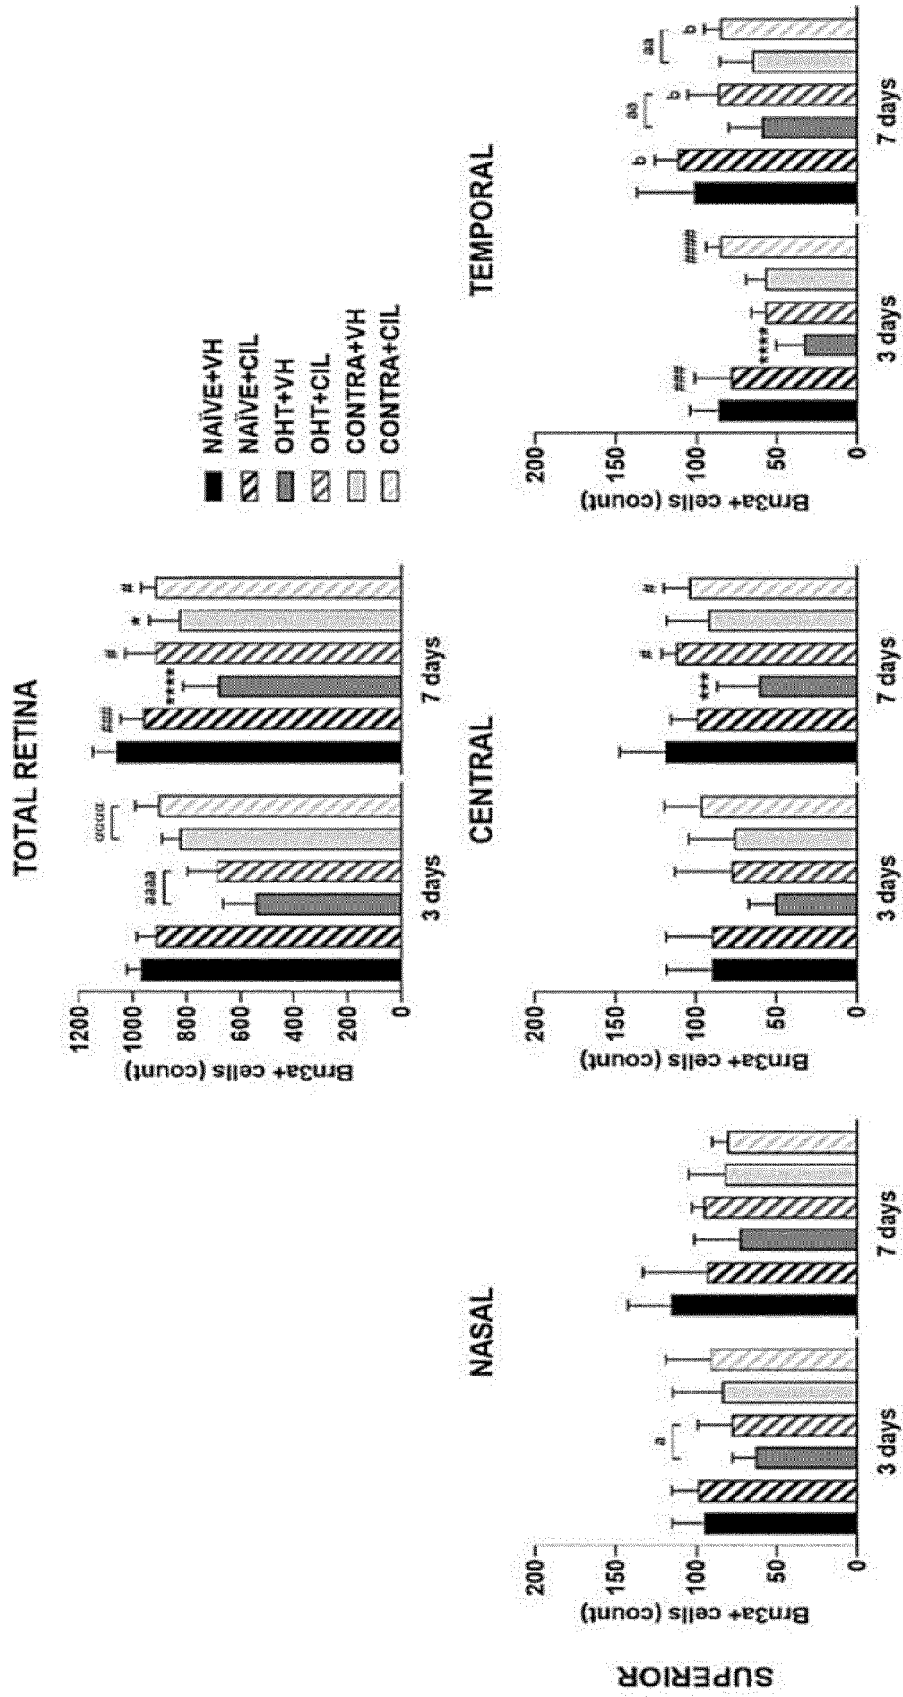 TOTAL RETINA
Brn3a+ cells (count)
1200
1000
800
600
400
200
0
aaaa
aaaa
###
****
#
*
#
3 days
7 days
NAÏVE+VH
NAÏVE+CIL
OHT+VH
OHT+CIL
CONTRA+VH
CONTRA+CIL
SUPERIOR
NASAL
Brn3a+ cells (count)
200
150
100
50
0
a
3 days
7 days
CENTRAL
Brn3a+ cells (count)
200
150
100
50
0
***
#
#
3 days
7 days
TEMPORAL
Brn3a+ cells (count)
200
150
100
50
0
###
****
####
b
aa
b
aa
b
3 days
7 days